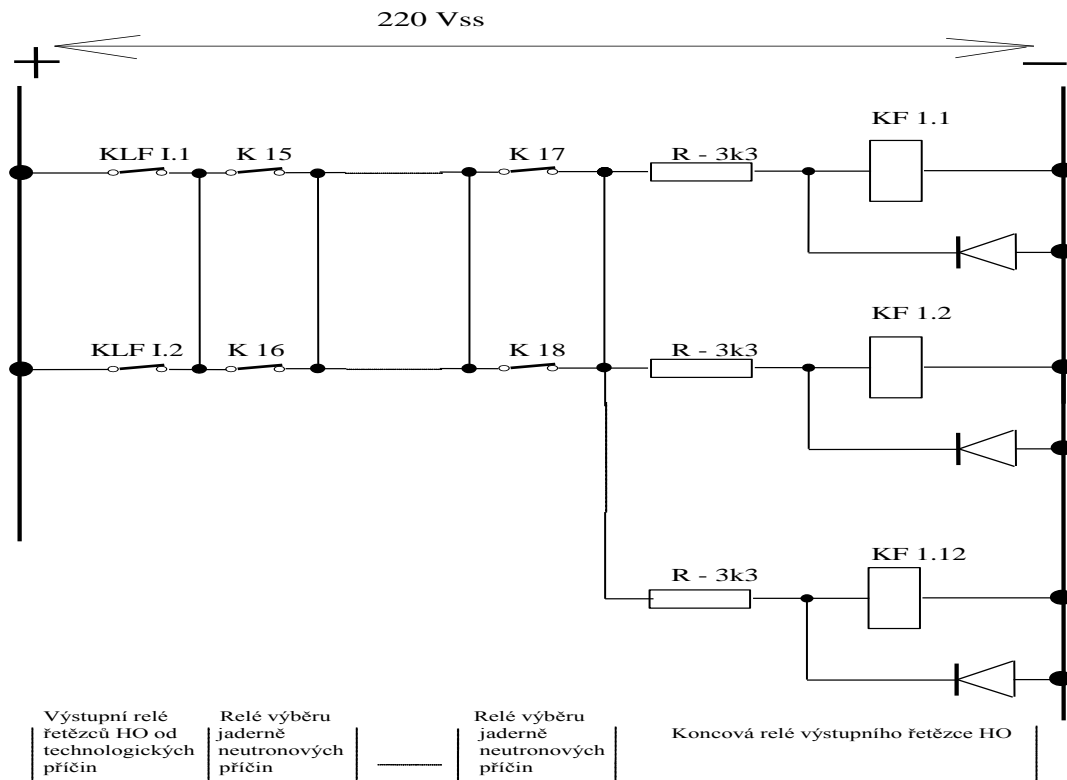 220 Vss
+
−
KF 1.1
KLF I.1 K 15 K 17 R - 3k3
KF 1.2
KLF I.2 K 16 K 18 R - 3k3
KF 1.12
R - 3k3
Výstupní relé
řetězců HO od
technologických
příčin
Relé výběru
jaderně
neutronových
příčin
Relé výběru
jaderně
neutronových
příčin
Koncová relé výstupního řetězce HO